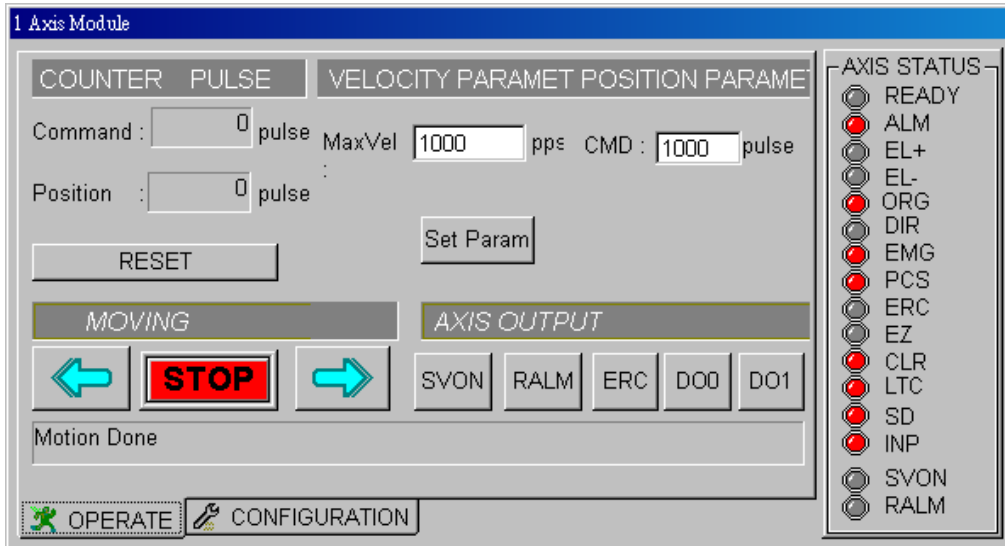 1 Axis Module
COUNTER PULSE
VELOCITY PARAMET POSITION PARAMET
Command : 0 pulse
MaxVel : 1000 pps
CMD : 1000 pulse
Position : 0 pulse
Set Param
RESET
MOVING
AXIS OUTPUT
STOP
SVON RALM ERC DO0 DO1
Motion Done
OPERATE CONFIGURATION
AXIS STATUS
READY
ALM
EL+
EL-
ORG
DIR
EMG
PCS
ERC
EZ
CLR
LTC
SD
INP
SVON
RALM